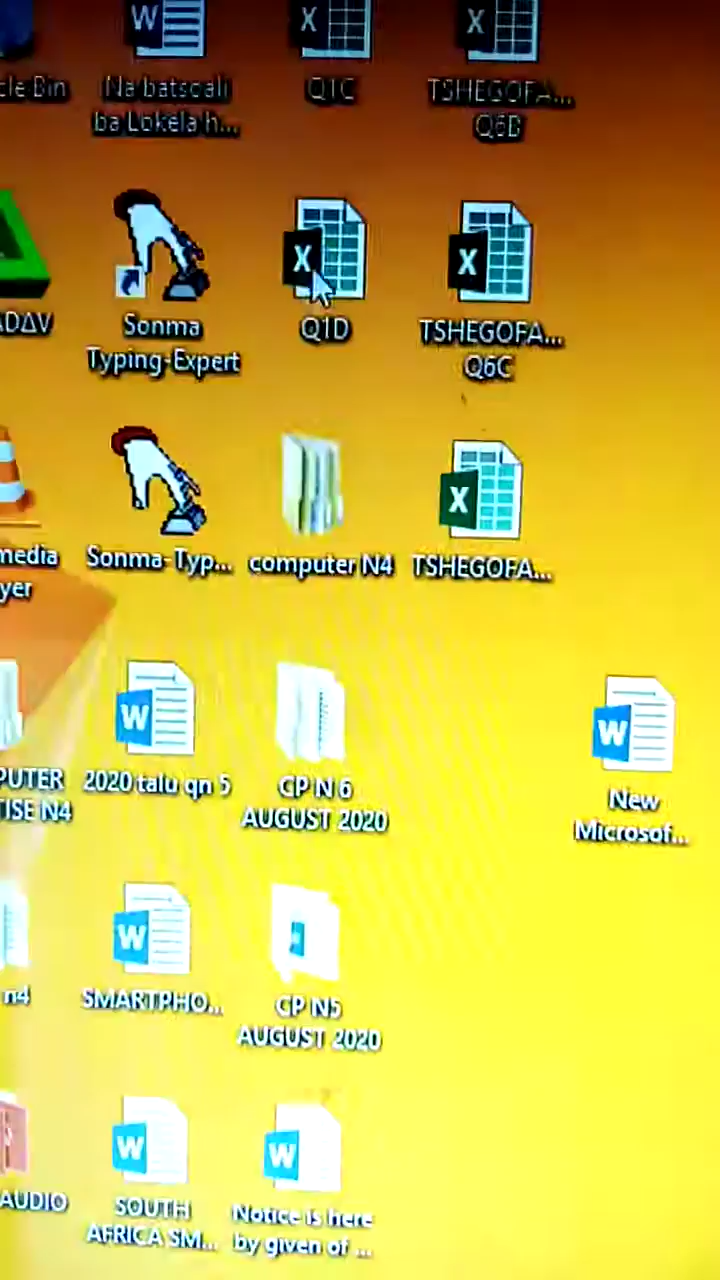 cle Bin
Na batsoali
ba Lokela h...
Q1C
TSHEGOFA...
Q6B
ADΔV
Sonma
Typing-Expert
Q1D
TSHEGOFA...
Q6C
media
yer
Sonma-Typ...
computer N4
TSHEGOFA...
PUTER
TISE N4
2020 talu qn 5
CP N 6
AUGUST 2020
New
Microsof...
n4
SMARTPHO...
CP N5
AUGUST 2020
AUDIO
SOUTH
AFRICA SM...
Notice is here
by given of ...